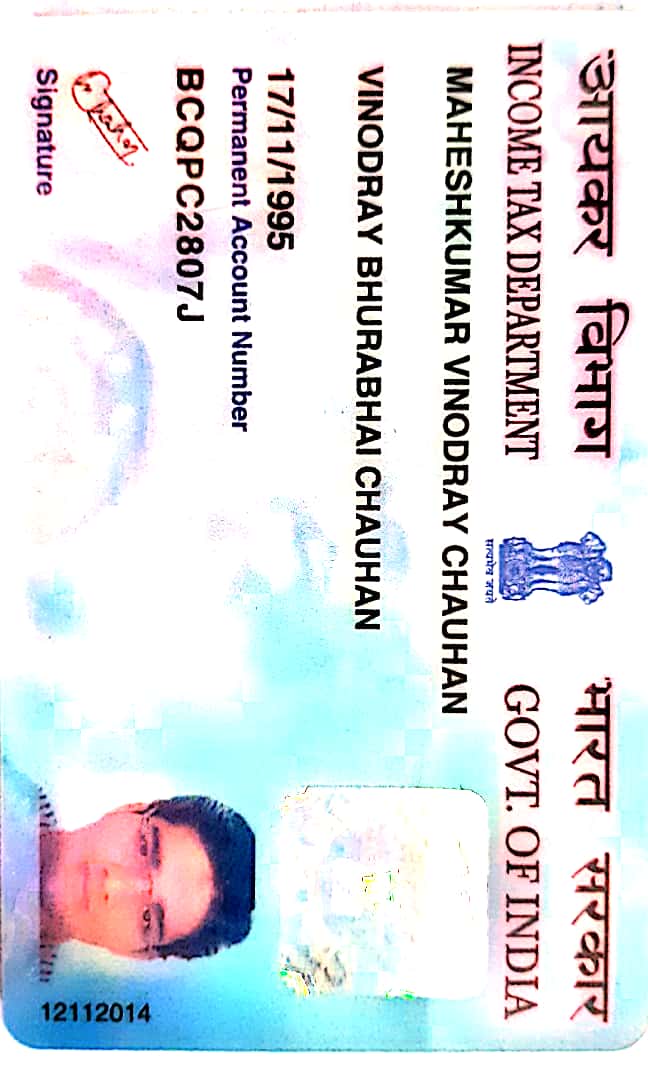 आयकर विभाग भारत सरकार
INCOME TAX DEPARTMENT GOVT. OF INDIA
सत्यमेव जयते
MAHESHKUMAR VINODRAY CHAUHAN
VINODRAY BHURABHAI CHAUHAN
17/11/1995
Permanent Account Number
BCQPC2807J
Signature
12112014